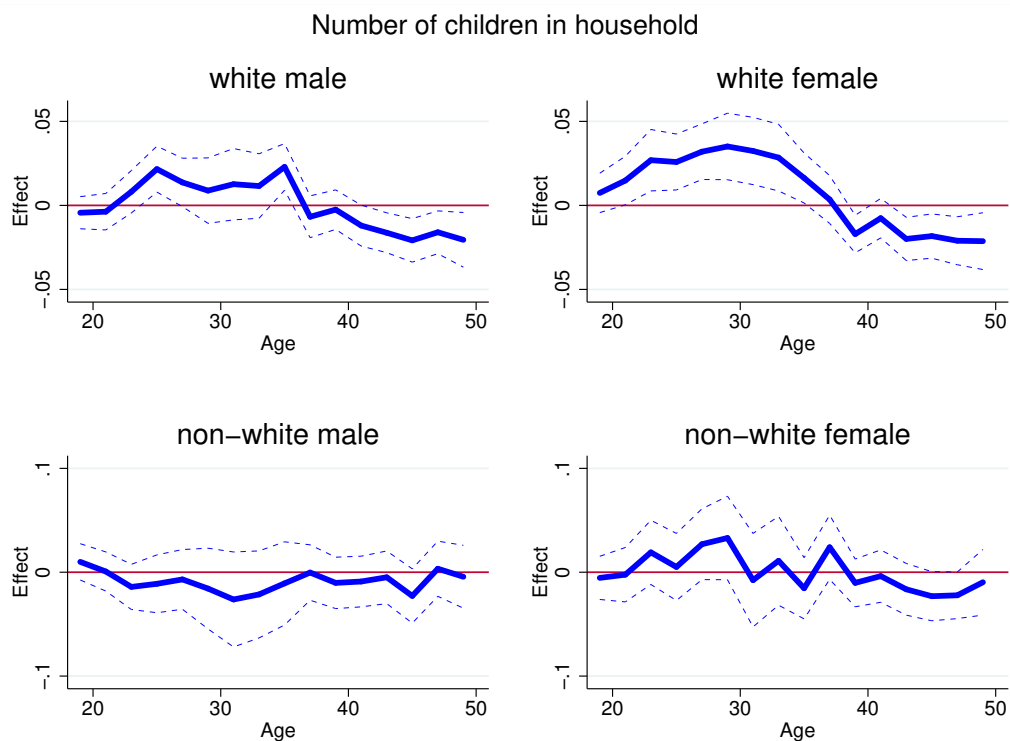 Number of children in household
white male
white female
.05
0
−.05
Effect
20
30
40
50
Age
.05
0
−.05
Effect
20
30
40
50
Age
non−white male
non−white female
.1
0
−.1
Effect
20
30
40
50
Age
.1
0
−.1
Effect
20
30
40
50
Age